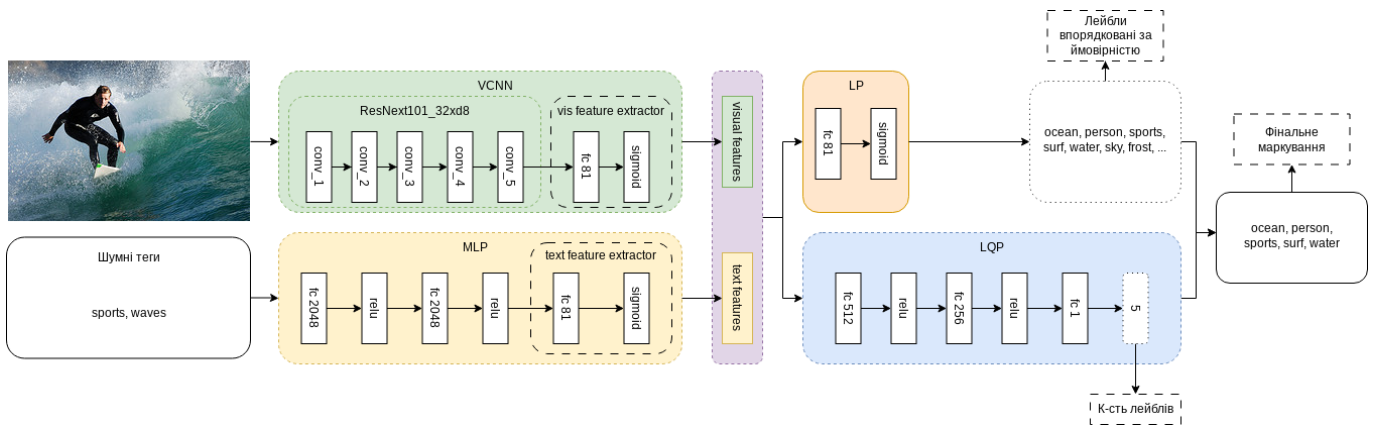 Лейбли
впорядковані за
ймовірністю
VCNN
ResNext101_32xd8
vis feature extractor
conv_1
conv_2
conv_3
conv_4
conv_5
fc 81
sigmoid
visual features
LP
fc 81
sigmoid
ocean, person, sports,
surf, water, sky, frost, ...
Фінальне
маркування
ocean, person,
sports, surf, water
Шумні теги
sports, waves
MLP
text feature extractor
fc 2048
relu
fc 2048
relu
fc 81
sigmoid
text features
LQP
fc 512
relu
fc 256
relu
fc 1
5
К-сть лейблів